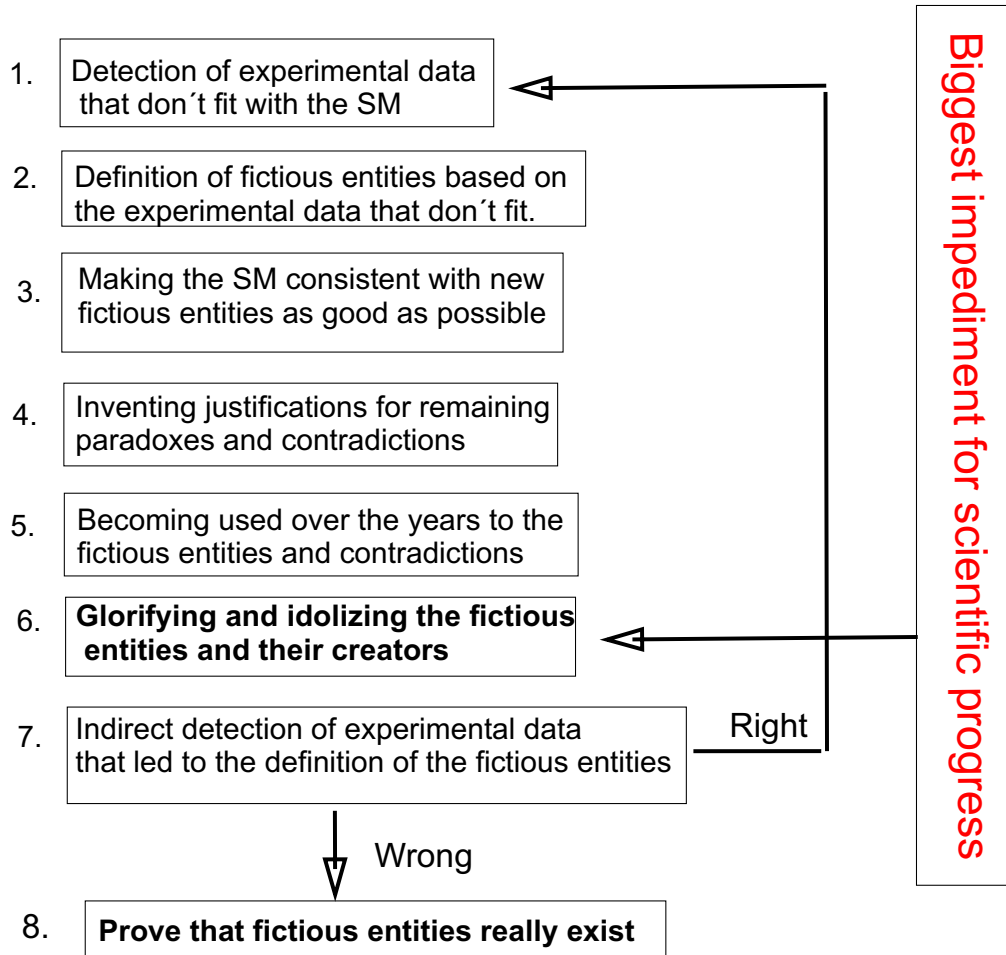 1. Detection of experimental data
that don´t fit with the SM
2. Definition of fictious entities based on
the experimental data that don´t fit.
3. Making the SM consistent with new
fictious entities as good as possible
4. Inventing justifications for remaining
paradoxes and contradictions
5. Becoming used over the years to the
fictious entities and contradictions
6. Glorifying and idolizing the fictious
entities and their creators
7. Indirect detection of experimental data
that led to the definition of the fictious entities
Right
Wrong
8. Prove that fictious entities really exist
Biggest impediment for scientific progress